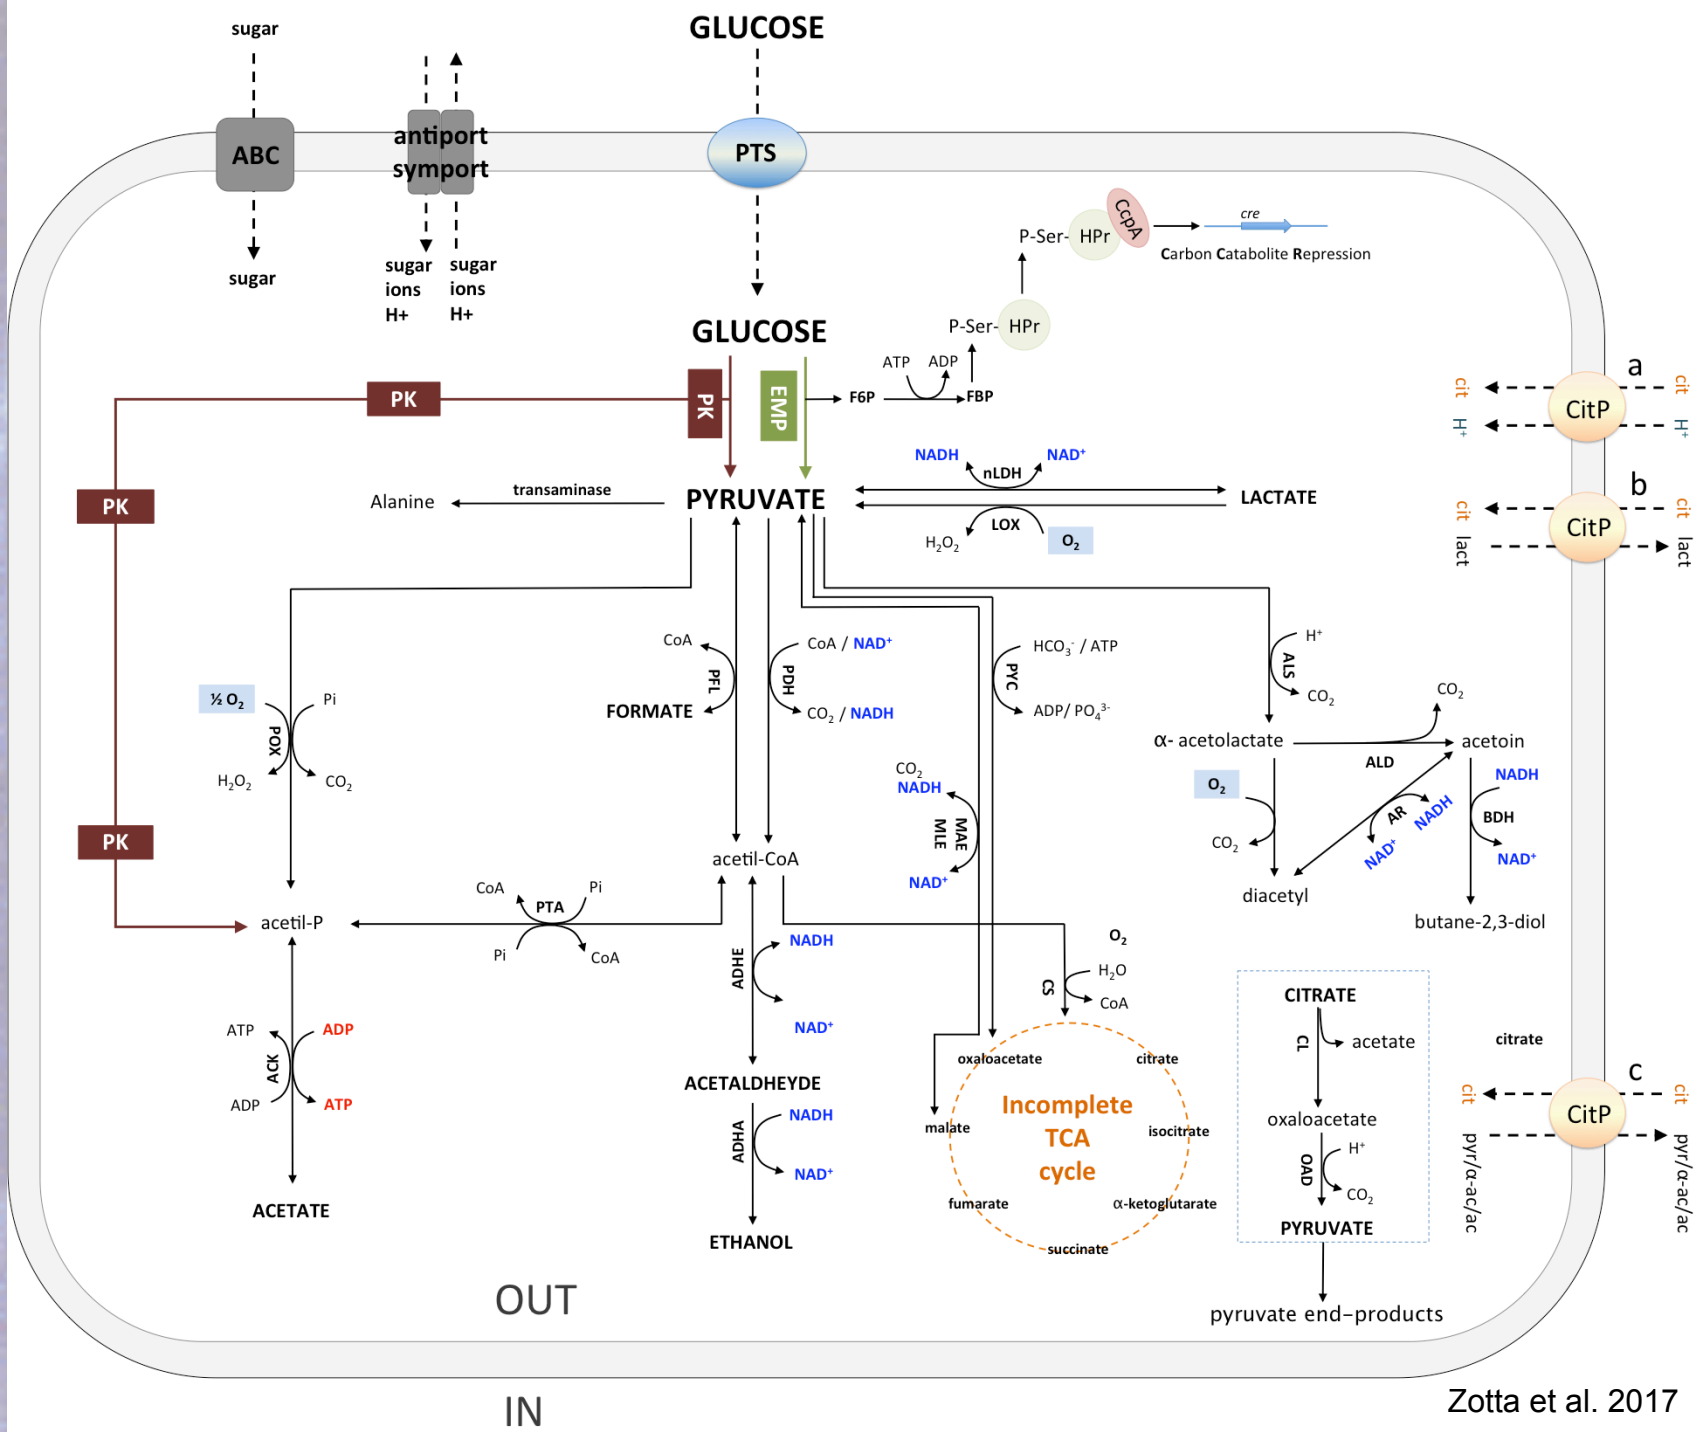 sugar
GLUCOSE
ABC
antiport
symport
PTS
sugar
sugar
ions
H+
sugar
ions
H+
P-Ser-
HPr
CcpA
cre
Carbon Catabolite Repression
GLUCOSE
P-Ser-
HPr
PK
PK
EMP
F6P
ATP
ADP
FBP
a
cit
H⁺
CitP
cit
H⁺
PK
Alanine
transaminase
PYRUVATE
NADH
NAD⁺
nLDH
LOX
H₂O₂
O₂
LACTATE
b
cit
lact
CitP
cit
lact
½ O₂
Pi
POX
H₂O₂
CO₂
CoA
PFL
FORMATE
CoA / NAD⁺
PDH
CO₂ / NADH
HCO₃⁻ / ATP
PYC
ADP/ PO₄³⁻
H⁺
ALS
CO₂
α- acetolactate
CO₂
ALD
acetoin
O₂
CO₂
diacetyl
AR
NADH
NAD⁺
NADH
BDH
NAD⁺
butane-2,3-diol
CO₂
NADH
MAE
MLE
NAD⁺
PK
acetil-P
CoA
Pi
PTA
Pi
CoA
acetil-CoA
ADHE
NADH
NAD⁺
O₂
H₂O
CS
CoA
ATP
ADP
ACK
ADP
ATP
ACETATE
ACETALDHEYDE
ADHA
NADH
NAD⁺
ETHANOL
oxaloacetate
citrate
Incomplete
TCA
cycle
malate
isocitrate
fumarate
α-ketoglutarate
succinate
CITRATE
CL
acetate
oxaloacetate
H⁺
OAD
CO₂
PYRUVATE
pyruvate end-products
citrate
c
cit
pyr/α-ac/ac
CitP
cit
pyr/α-ac/ac
OUT
IN
Zotta et al. 2017